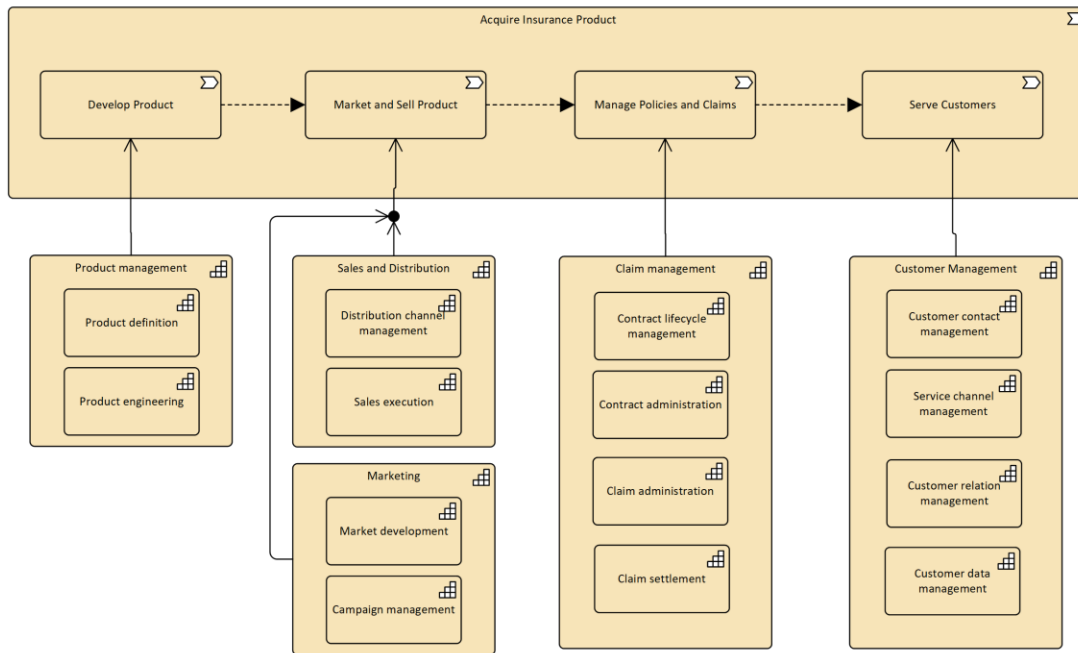 Acquire Insurance Product
Develop Product
Market and Sell Product
Manage Policies and Claims
Serve Customers
Product management
Product definition
Product engineering
Sales and Distribution
Distribution channel
management
Sales execution
Marketing
Market development
Campaign management
Claim management
Contract lifecycle
management
Contract administration
Claim administration
Claim settlement
Customer Management
Customer contact
management
Service channel
management
Customer relation
management
Customer data
management